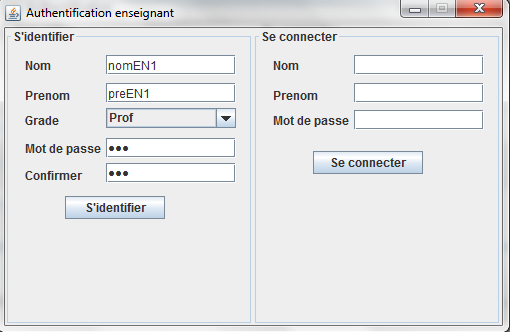 Authentification enseignant
S'identifier
Nom nomEN1
Prenom preEN1
Grade Prof
Mot de passe •••
Confirmer •••
S'identifier
Se connecter
Nom
Prenom
Mot de passe
Se connecter